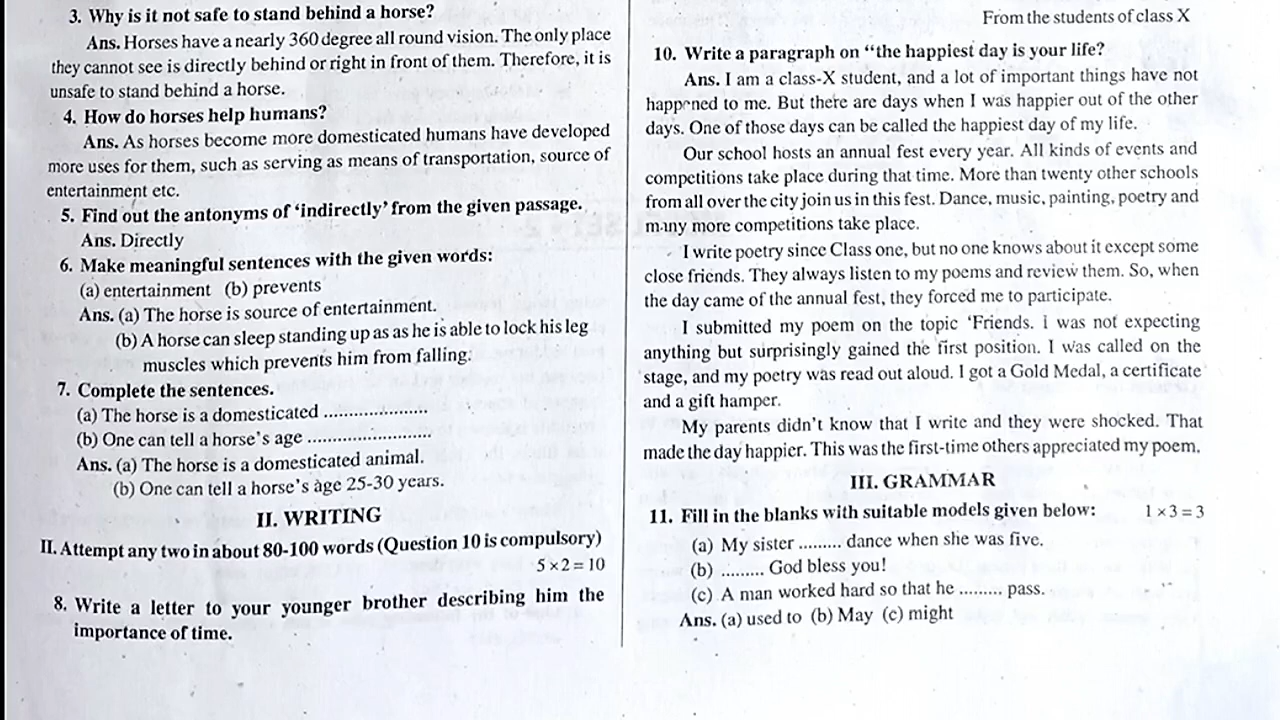 3. Why is it not safe to stand behind a horse?
Ans. Horses have a nearly 360 degree all round vision. The only place
they cannot see is directly behind or right in front of them. Therefore, it is
unsafe to stand behind a horse.
4. How do horses help humans?
Ans. As horses become more domesticated humans have developed
more uses for them, such as serving as means of transportation, source of
entertainment etc.
5. Find out the antonyms of ‘indirectly’ from the given passage.
Ans. Directly
6. Make meaningful sentences with the given words:
(a) entertainment (b) prevents
Ans. (a) The horse is source of entertainment.
(b) A horse can sleep standing up as as he is able to lock his leg
muscles which prevents him from falling.
7. Complete the sentences.
(a) The horse is a domesticated .....................
(b) One can tell a horse’s age .........................
Ans. (a) The horse is a domesticated animal.
(b) One can tell a horse’s age 25-30 years.
II. WRITING
II. Attempt any two in about 80-100 words (Question 10 is compulsory)
5 × 2 = 10
8. Write a letter to your younger brother describing him the
importance of time.
From the students of class X
10. Write a paragraph on “the happiest day is your life?
Ans. I am a class-X student, and a lot of important things have not
happened to me. But there are days when I was happier out of the other
days. One of those days can be called the happiest day of my life.
Our school hosts an annual fest every year. All kinds of events and
competitions take place during that time. More than twenty other schools
from all over the city join us in this fest. Dance, music, painting, poetry and
many more competitions take place.
I write poetry since Class one, but no one knows about it except some
close friends. They always listen to my poems and review them. So, when
the day came of the annual fest, they forced me to participate.
I submitted my poem on the topic ‘Friends. I was not expecting
anything but surprisingly gained the first position. I was called on the
stage, and my poetry was read out aloud. I got a Gold Medal, a certificate
and a gift hamper.
My parents didn’t know that I write and they were shocked. That
made the day happier. This was the first-time others appreciated my poem.
III. GRAMMAR
11. Fill in the blanks with suitable models given below: 1 × 3 = 3
(a) My sister ......... dance when she was five.
(b) ......... God bless you!
(c) A man worked hard so that he ......... pass.
Ans. (a) used to (b) May (c) might